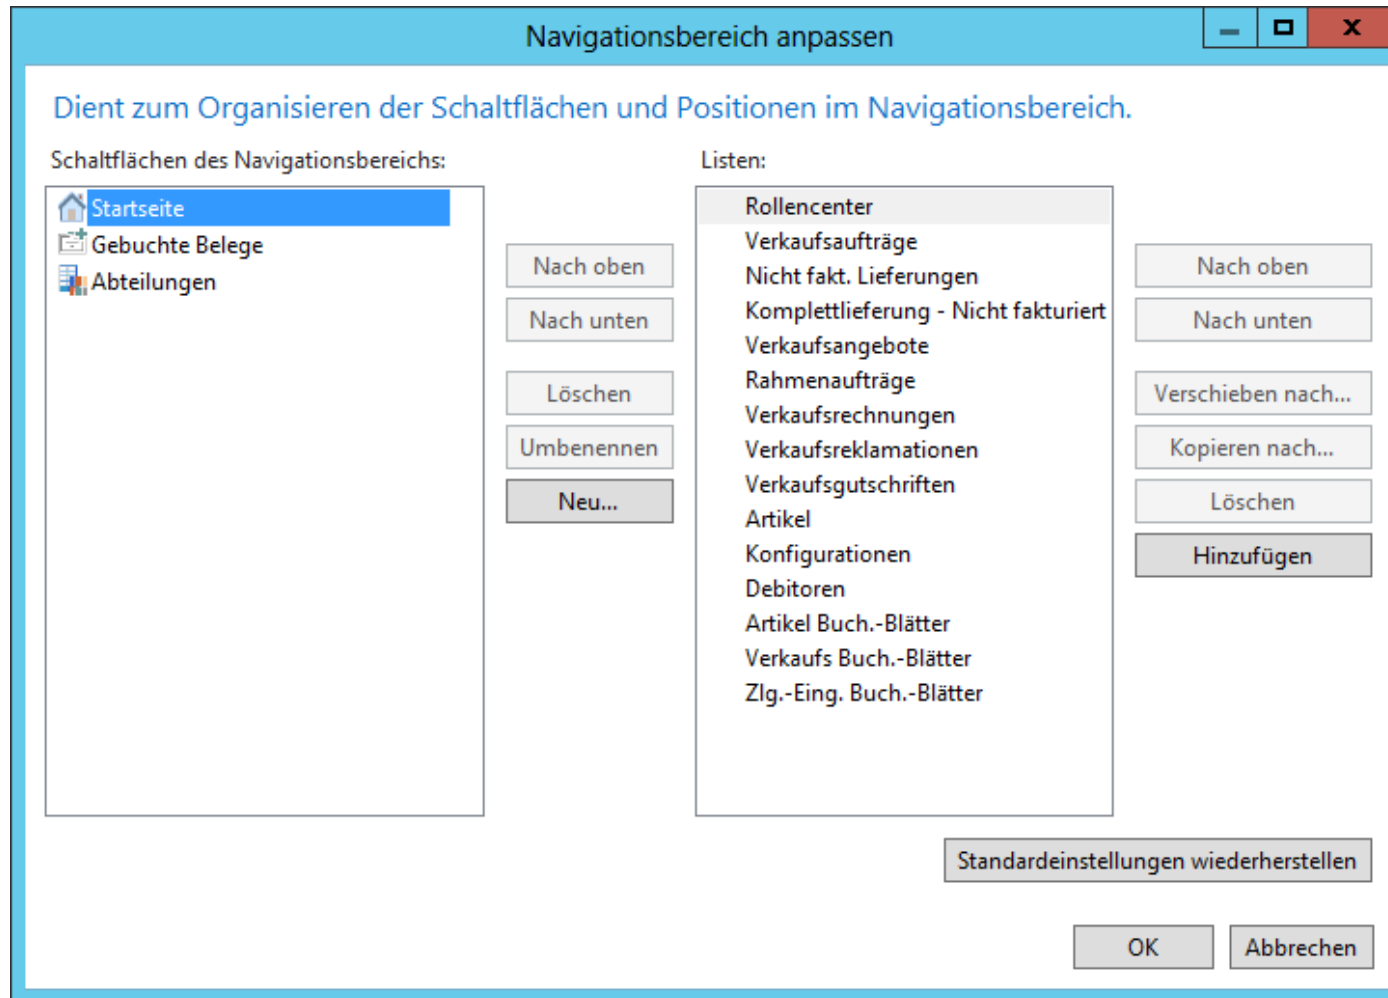 Navigationsbereich anpassen
Dient zum Organisieren der Schaltflächen und Positionen im Navigationsbereich.
Schaltflächen des Navigationsbereichs:
Startseite
Gebuchte Belege
Abteilungen
Nach oben
Nach unten
Löschen
Umbenennen
Neu...
Listen:
Rollencenter
Verkaufsaufträge
Nicht fakt. Lieferungen
Komplettlieferung - Nicht fakturiert
Verkaufsangebote
Rahmenaufträge
Verkaufsrechnungen
Verkaufsreklamationen
Verkaufsgutschriften
Artikel
Konfigurationen
Debitoren
Artikel Buch.-Blätter
Verkaufs Buch.-Blätter
Zlg.-Eing. Buch.-Blätter
Nach oben
Nach unten
Verschieben nach...
Kopieren nach...
Löschen
Hinzufügen
Standardeinstellungen wiederherstellen
OK
Abbrechen